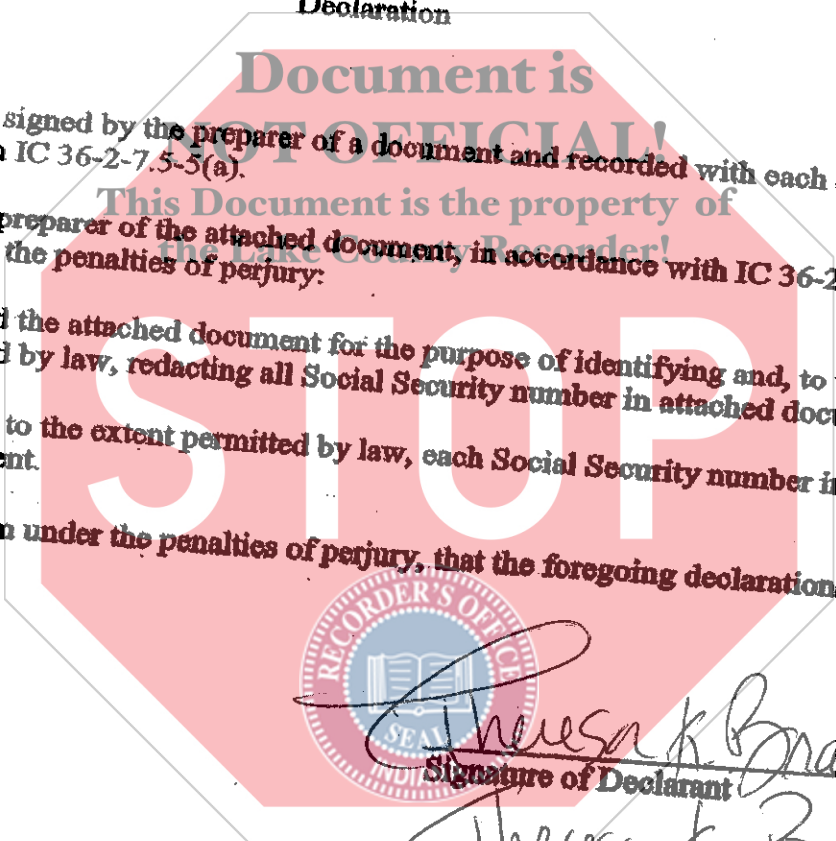 Declaration
Document is
NOT OFFICIAL!
This Document is the property of
the Lake County Recorder!
signed by the preparer of a document and recorded with each
IC 36-2-7.5-5(a).
preparer of the attached document, in accordance with IC 36-2
the penalties of perjury:
the attached document for the purpose of identifying and, to
by law, redacting all Social Security number in attached docu
to the extent permitted by law, each Social Security number in
ent.
under the penalties of perjury, that the foregoing declaration
STOP
RECORDER'S OFFICE
SEAL
INDIANA
Theresa K. Bra
Signature of Declarant
Theresa K B